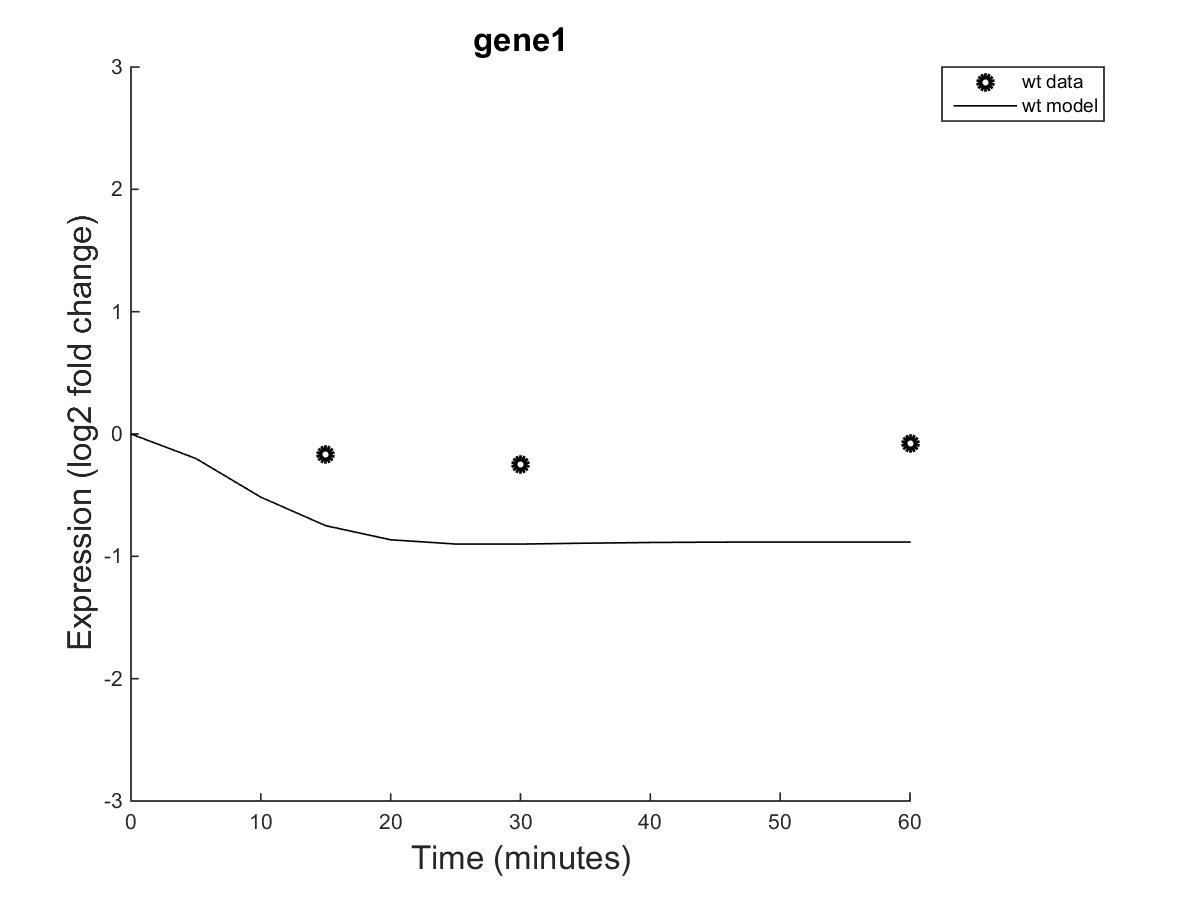 gene1
wt data
wt model
Expression (log2 fold change)
3
2
1
0
-1
-2
-3
0 10 20 30 40 50 60
Time (minutes)